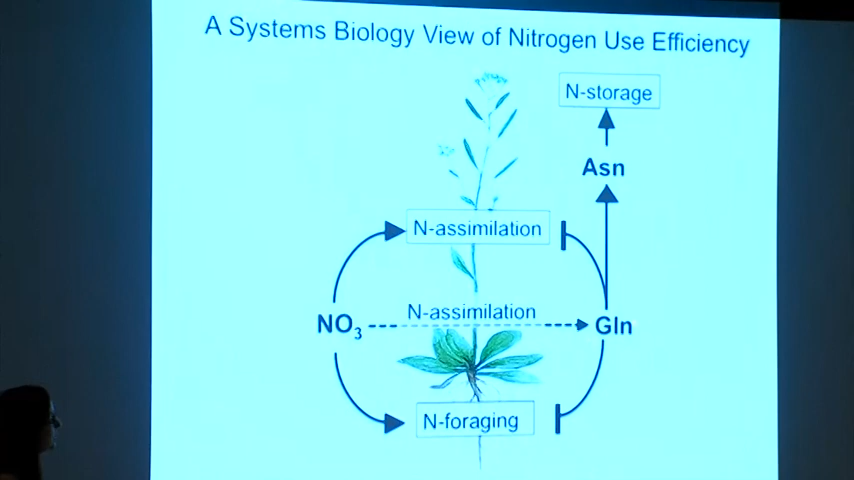 A Systems Biology View of Nitrogen Use Efficiency
N-storage
Asn
N-assimilation
N-assimilation
NO3
Gln
N-foraging